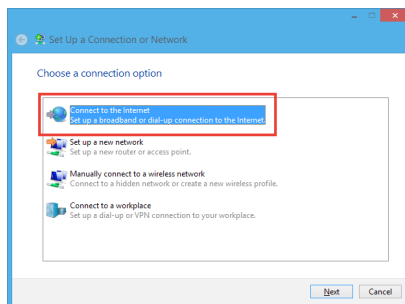 Set Up a Connection or Network
Choose a connection option
Connect to the Internet
Set up a broadband or dial-up connection to the Internet.
Set up a new network
Set up a new router or access point.
Manually connect to a wireless network
Connect to a hidden network or create a new wireless profile.
Connect to a workplace
Set up a dial-up or VPN connection to your workplace.
Next Cancel